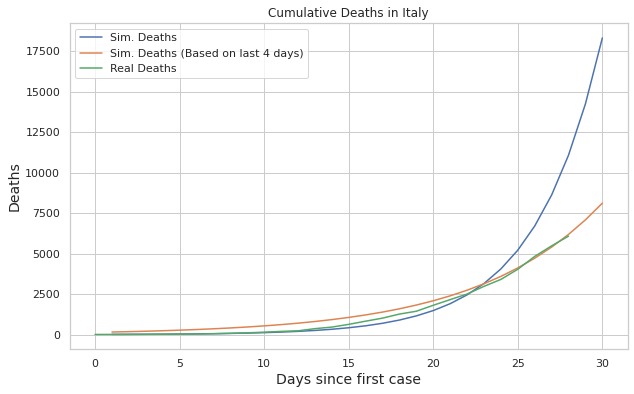 Cumulative Deaths in Italy
Sim. Deaths
Sim. Deaths (Based on last 4 days)
Real Deaths
Deaths
17500
15000
12500
10000
7500
5000
2500
0
0 5 10 15 20 25 30
Days since first case